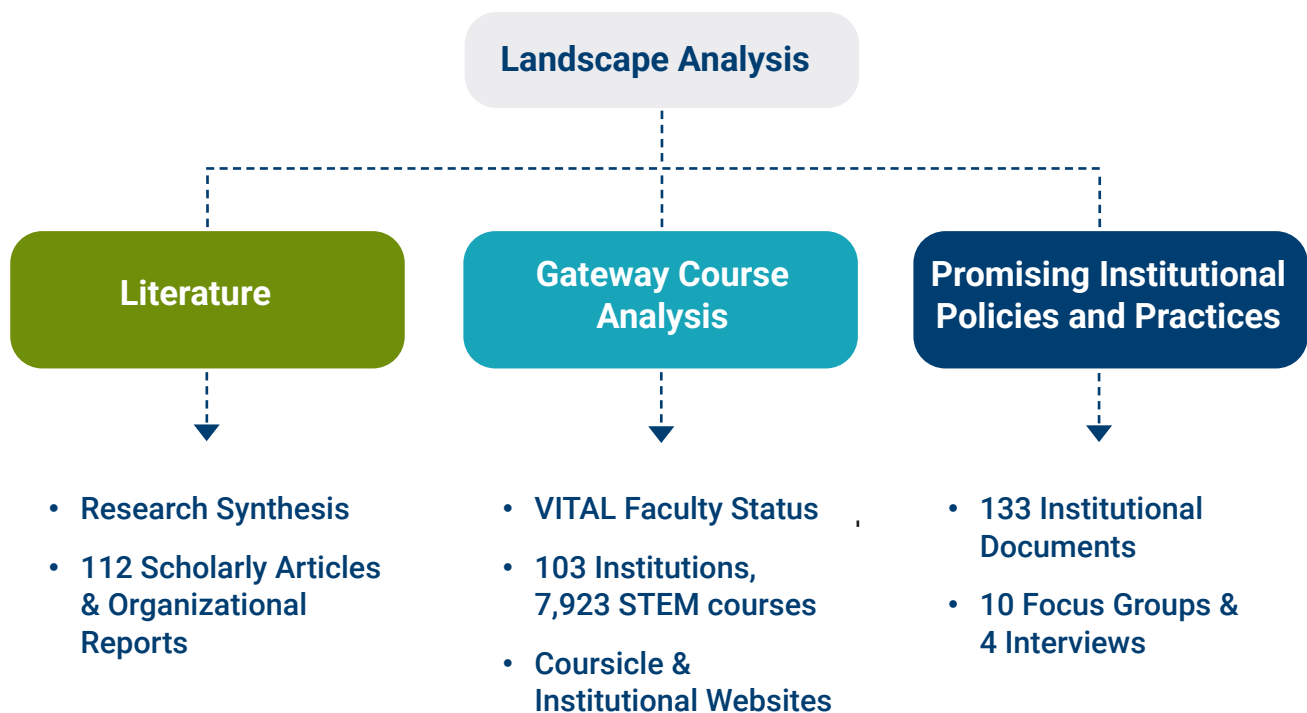 Landscape Analysis
Literature
Gateway Course
Analysis
Promising Institutional
Policies and Practices
• Research Synthesis
• 112 Scholarly Articles
& Organizational
Reports
• VITAL Faculty Status
• 103 Institutions,
7,923 STEM courses
• Coursicle &
Institutional Websites
• 133 Institutional
Documents
• 10 Focus Groups &
4 Interviews